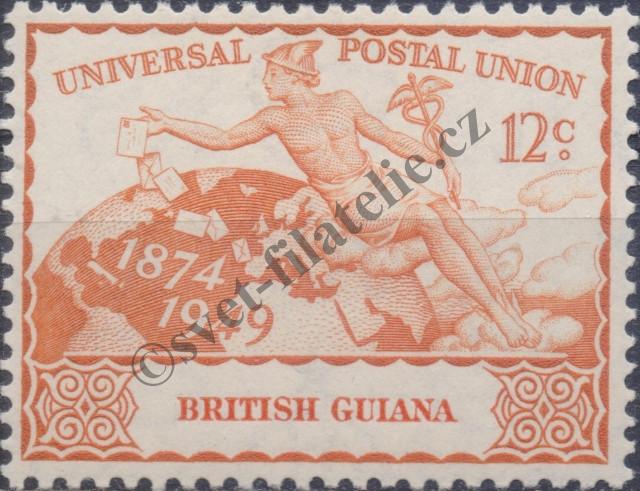 UNIVERSAL POSTAL UNION
12c.
1874
1949
BRITISH GUIANA
©svet-filatelie.cz